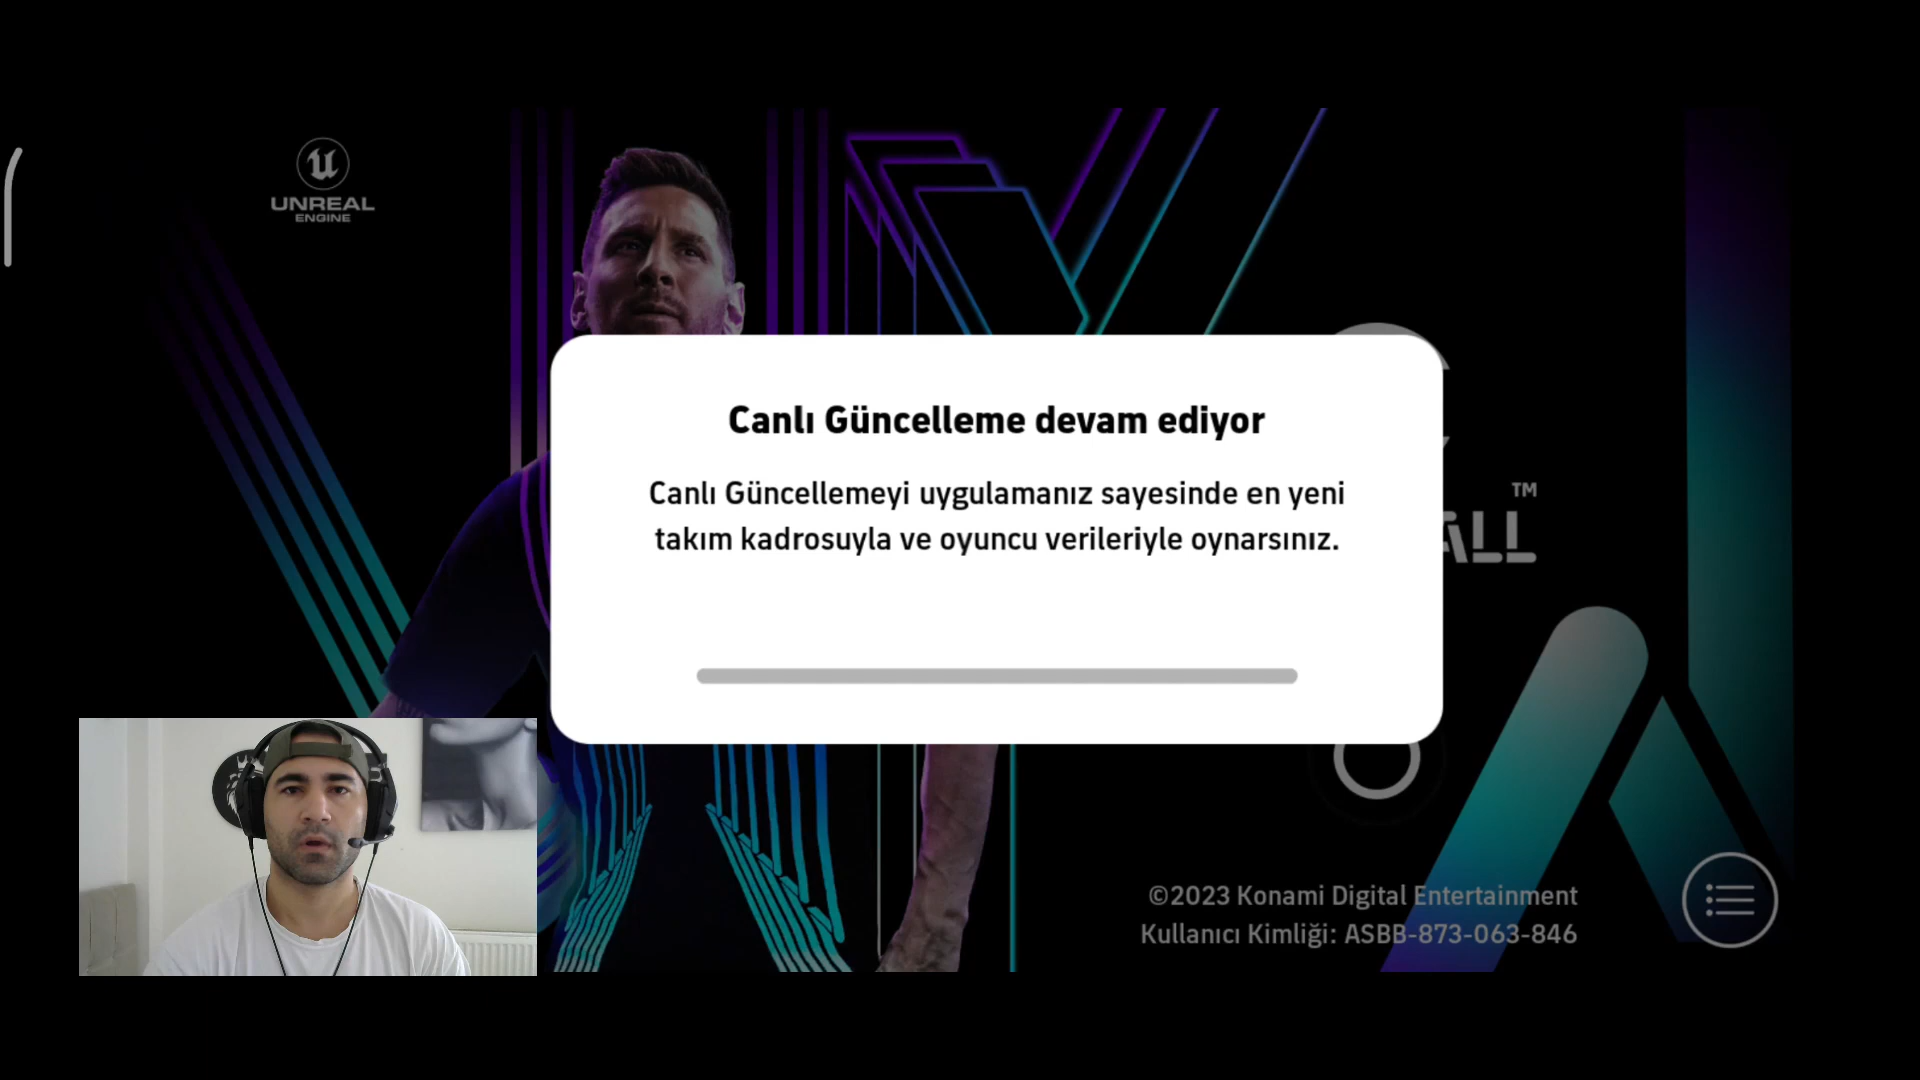 UNREAL
ENGINE
Canlı Güncelleme devam ediyor
Canlı Güncellemeyi uygulamanız sayesinde en yeni
takım kadrosuyla ve oyuncu verileriyle oynarsınız.
TM
ALL
©2023 Konami Digital Entertainment
Kullanıcı Kimliği: ASBB-873-063-846